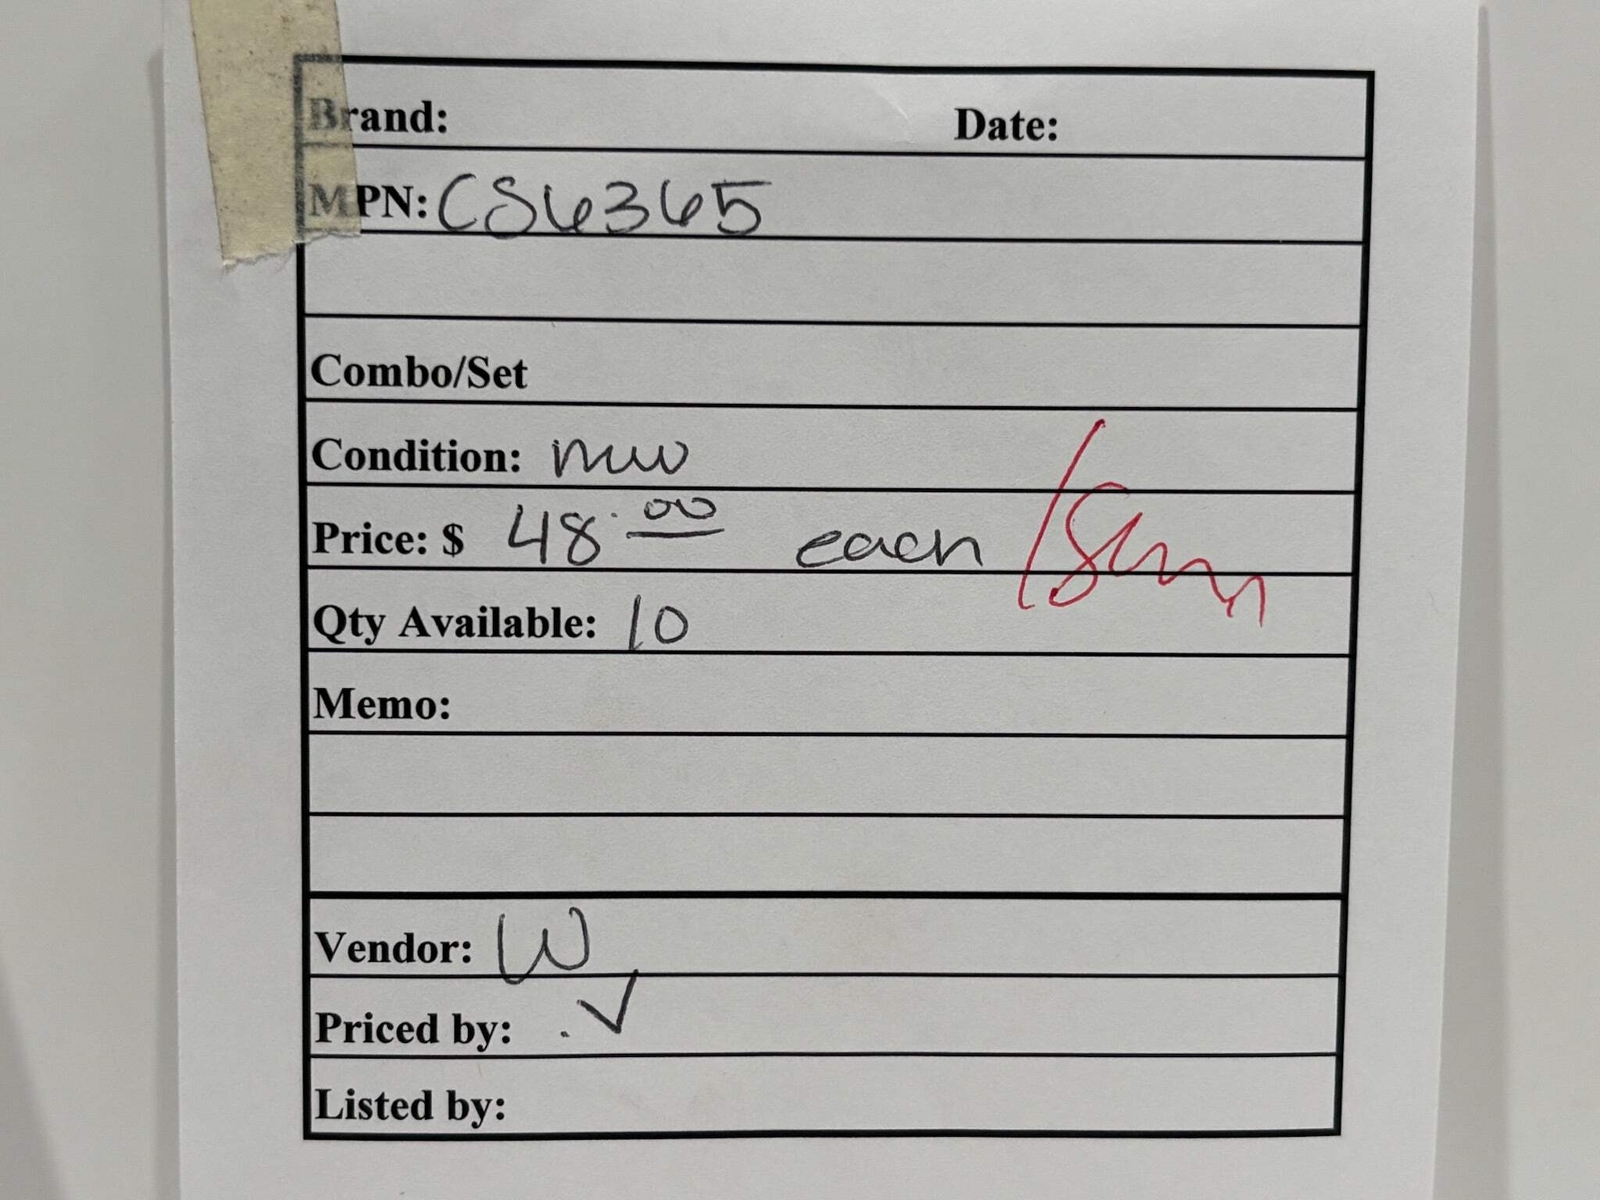 Brand: Date:
MPN: CS6365
Combo/Set
Condition: new
Price: $ 48.00 each
Qty Available: 10
Memo:
Vendor: W
Priced by: ✓
Listed by: